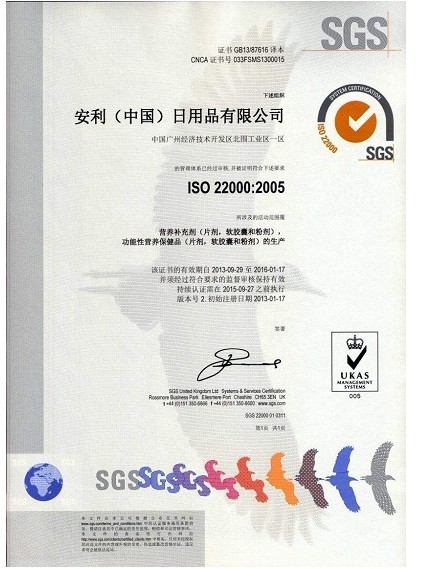 证书 GB13/87616 译本
CNCA 证书号 033FSMS1300015
SGS
下述组织
安利（中国）日用品有限公司
中国广州经济技术开发区北围工业区一区
SYSTEM CERTIFICATION
ISO 22000
SGS
的管理体系已经过审核，并被证明符合下述要求
ISO 22000:2005
所涉及的活动范围覆
营养补充剂（片剂，软胶囊和粉剂），
功能性营养保健品（片剂，软胶囊和粉剂）的生产
该证书的有效期自 2013-09-29 至 2016-01-17
并须经过符合要求的监督审核保持有效
持续认证需在 2015-09-27 之前执行
版本号 2. 初始注册日期 2013-01-17
签署
UKAS
MANAGEMENT
SYSTEMS
005
SGS United Kingdom Ltd Systems & Services Certification
Rossmore Business Park Ellesmere Port Cheshire CH65 3EN UK
t +44 (0)151 350-6666 f +44 (0)151 350-6600 www.sgs.com
SGS 22000 01 0311
第1页 共1页
SGS SGS